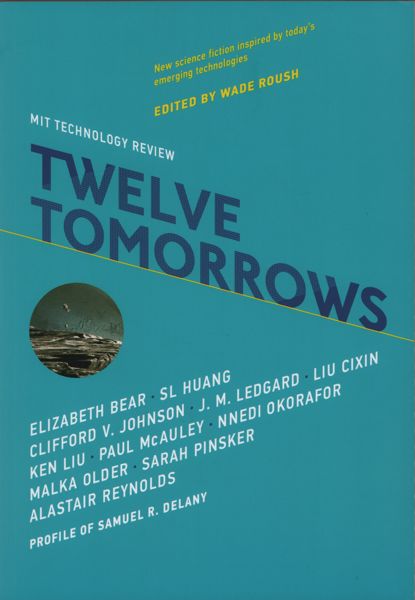 New science fiction inspired by today's
emerging technologies
EDITED BY WADE ROUSH
MIT TECHNOLOGY REVIEW
TWELVE
TOMORROWS
ELIZABETH BEAR · SL HUANG
CLIFFORD V. JOHNSON · J. M. LEDGARD · LIU CIXIN
KEN LIU · PAUL McAULEY · NNEDI OKORAFOR
MALKA OLDER · SARAH PINSKER
ALASTAIR REYNOLDS
PROFILE OF SAMUEL R. DELANY